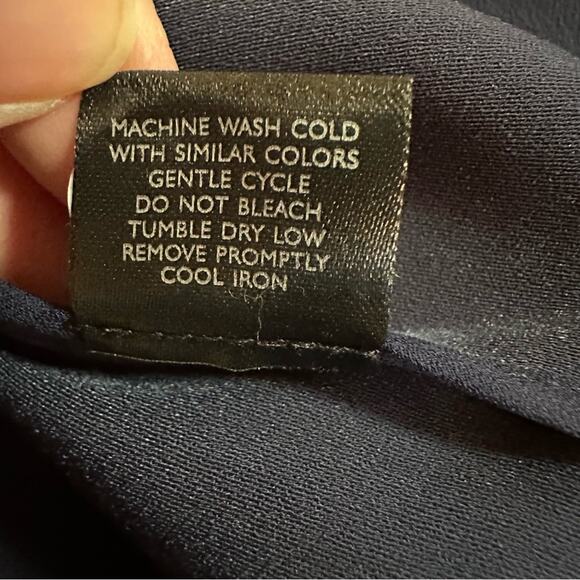 MACHINE WASH COLD
WITH SIMILAR COLORS
GENTLE CYCLE
DO NOT BLEACH
TUMBLE DRY LOW
REMOVE PROMPTLY
COOL IRON